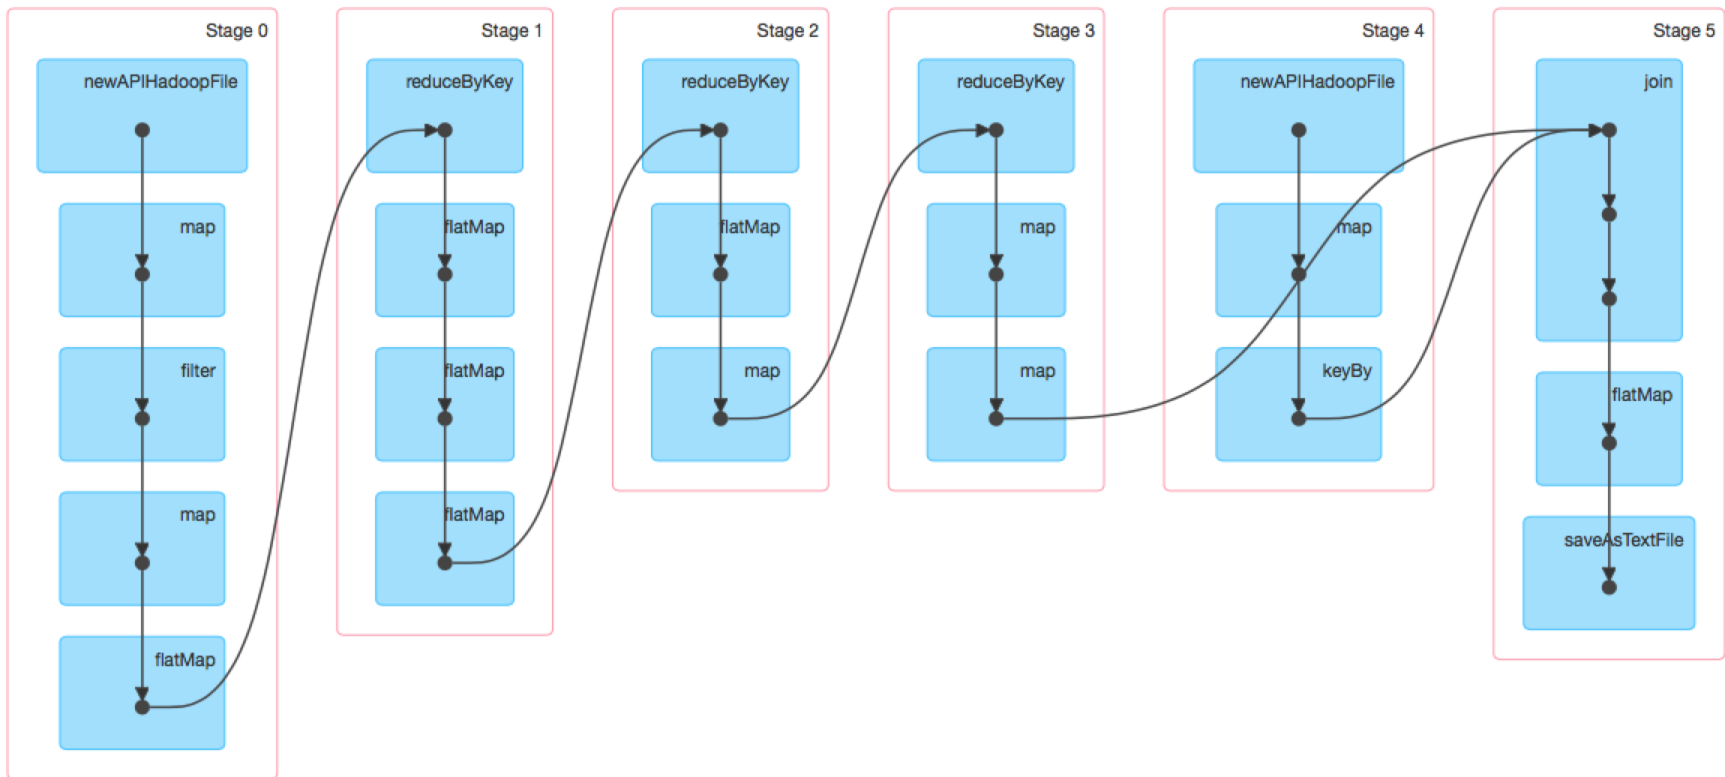 Stage 0
newAPIHadoopFile
map
filter
map
flatMap
Stage 1
reduceByKey
flatMap
flatMap
flatMap
Stage 2
reduceByKey
flatMap
map
Stage 3
reduceByKey
map
map
Stage 4
newAPIHadoopFile
map
keyBy
Stage 5
join
flatMap
saveAsTextFile